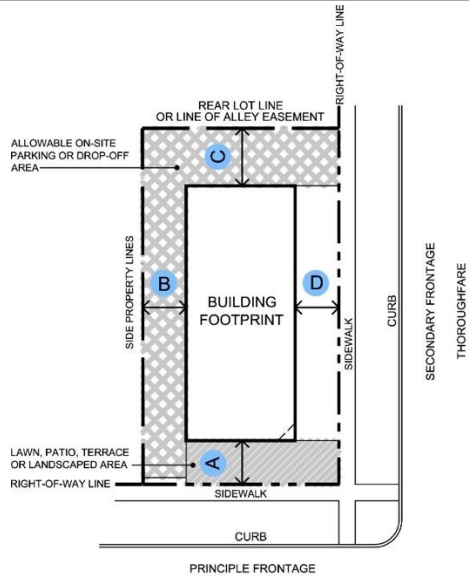 RIGHT-OF-WAY LINE
REAR LOT LINE
OR LINE OF ALLEY EASEMENT
ALLOWABLE ON-SITE
PARKING OR DROP-OFF
AREA
C
SIDE PROPERTY LINES
B
BUILDING
FOOTPRINT
D
SIDEWALK
CURB
SECONDARY FRONTAGE
THOROUGHFARE
LAWN, PATIO, TERRACE
OR LANDSCAPED AREA
A
RIGHT-OF-WAY LINE
SIDEWALK
CURB
PRINCIPLE FRONTAGE